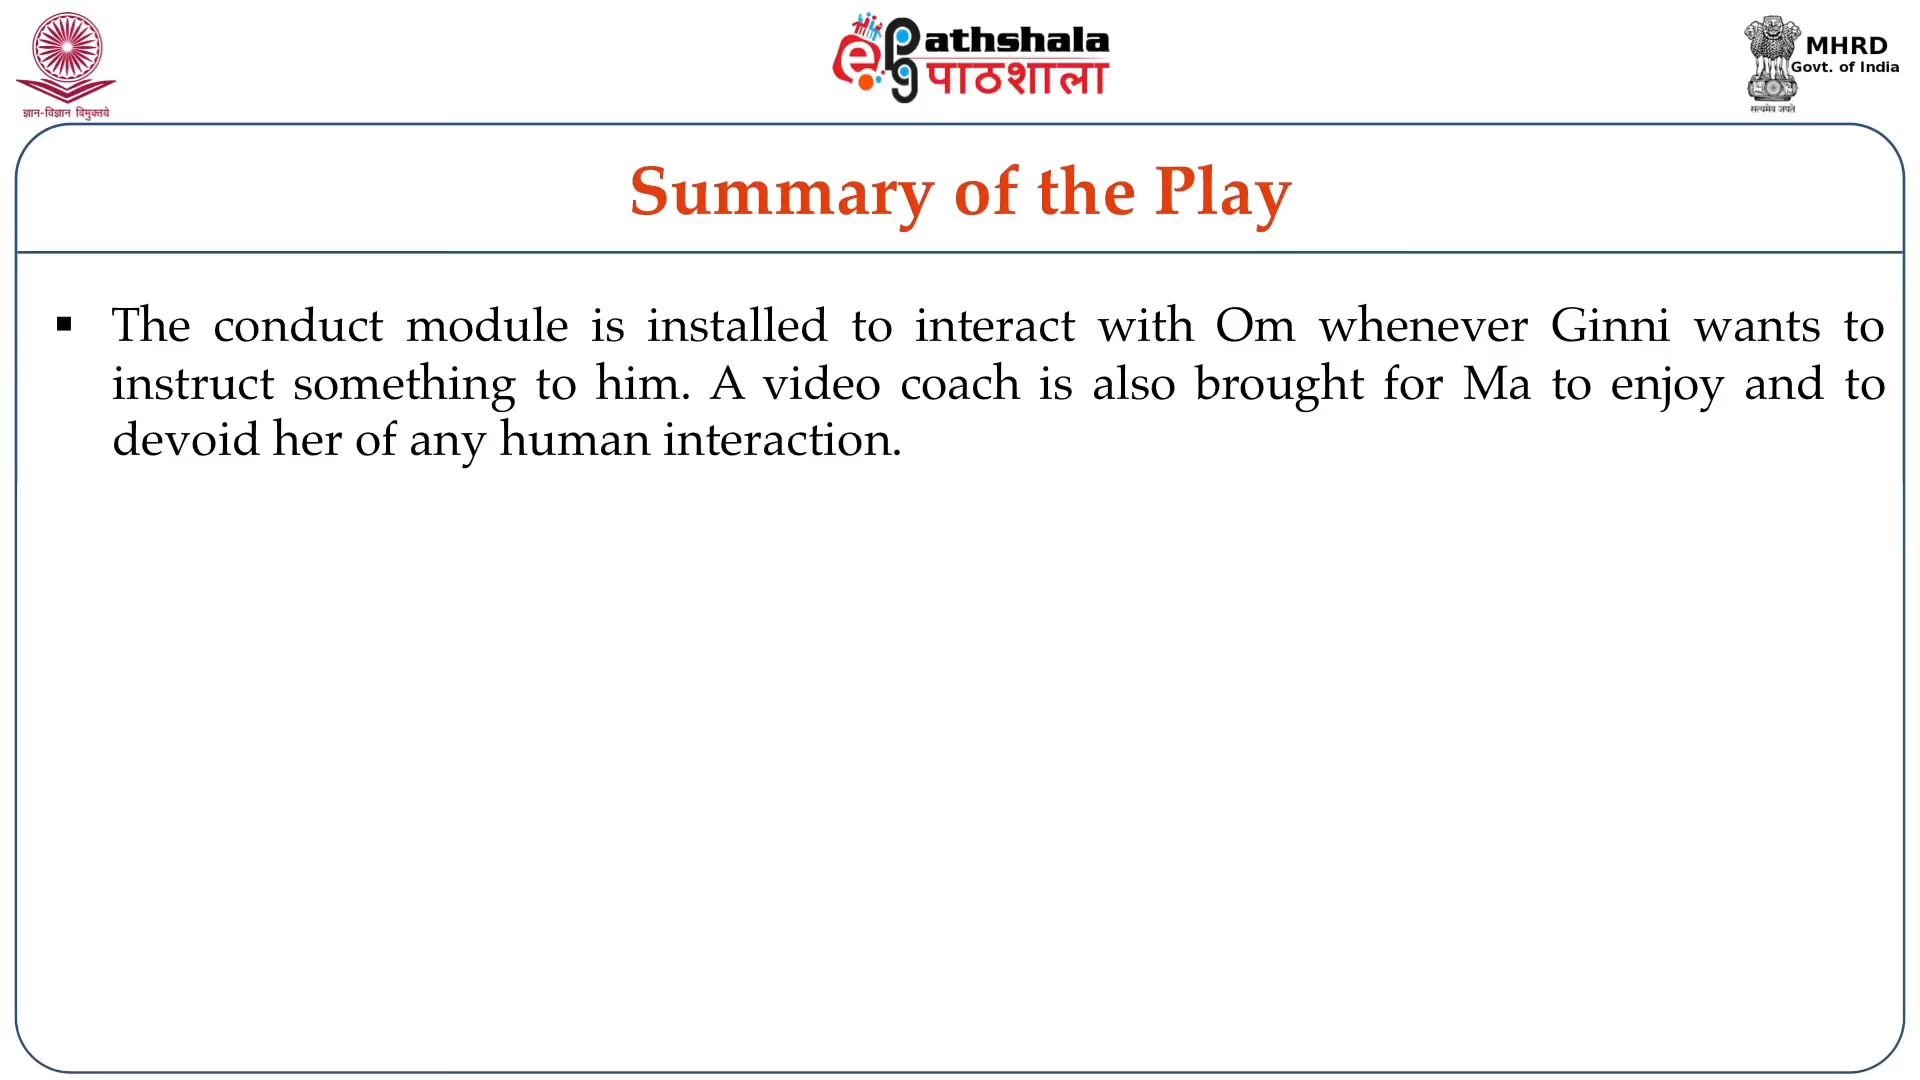 ज्ञान-विज्ञान विमुक्तये
e Pg athshala
पाठशाला
MHRD
Govt. of India
सत्यमेव जयते
Summary of the Play
▪ The conduct module is installed to interact with Om whenever Ginni wants to
instruct something to him. A video coach is also brought for Ma to enjoy and to
devoid her of any human interaction.